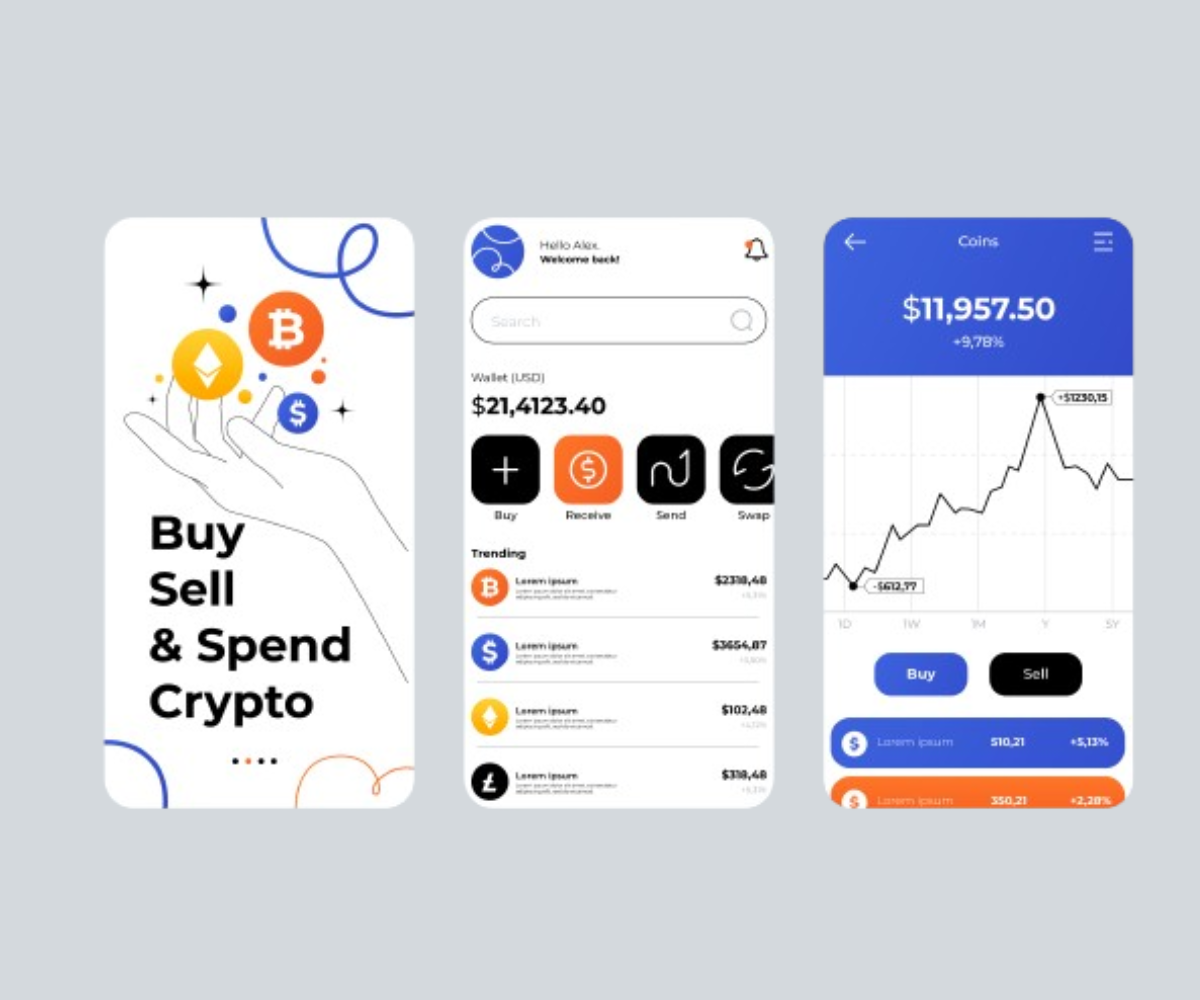 Buy
Sell
& Spend
Crypto
Hello Alex.
Welcome back!
Search
Wallet (USD)
$21,4123.40
Buy
Receive
Send
Swap
Trending
Lorem ipsum
$2318,48
Lorem ipsum
$3654,87
Lorem ipsum
$102,48
Lorem ipsum
$318,48
Coins
$11,957.50
+9,78%
+$1230,15
-$612,77
1D 1W 1M Y 5Y
Buy
Sell
Lorem ipsum $10,21 +5,13%
Lorem ipsum 350,21 +2,28%